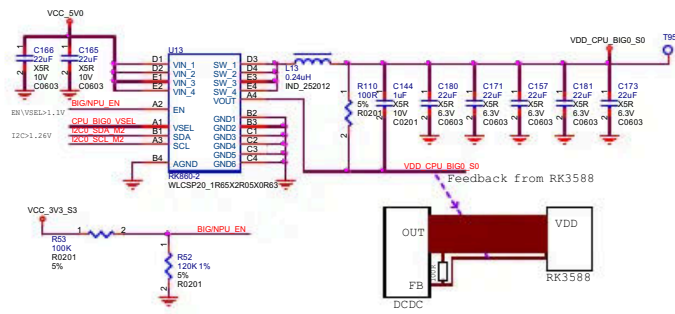 VCC_5V0
C166
22uF
X5R
10V
C0603
C165
22uF
X5R
10V
C0603
BIG/NPU_EN
EN\VSEL>1.1V
CPU_BIG0_VSEL
I2C0_SDA_M2
I2C0_SCL_M2
I2C>1.26V
U13
D1 VIN_1 SW_1 D3
D2 VIN_2 SW_2 D4
E1 VIN_3 SW_3 E3
E2 VIN_4 SW_4 E4
VOUT A4
A2 EN
GND1 B2
A1 VSEL GND2 B3
B1 SDA GND3 C1
A3 SCL GND4 C2
GND5 C3
B4 AGND GND6 C4
RK860-2
WLCSP20_1R65X2R05X0R63
L13
0.24uH
IND_252012
VDD_CPU_BIG0_S0
T95
R110
100R
5%
R0201
C144
1uF
X5R
10V
C0201
C180
22uF
X5R
6.3V
C0603
C171
22uF
X5R
6.3V
C0603
C157
22uF
X5R
6.3V
C0603
C181
22uF
X5R
6.3V
C0603
C173
22uF
X5R
6.3V
C0603
VDD_CPU_BIG0_S0
Feedback from RK3588
VCC_3V3_S3
R53
100K
R0201
5%
1 2
BIG/NPU_EN
R52
120K 1%
5%
R0201
OUT
VDD
FB
DCDC
RK3588